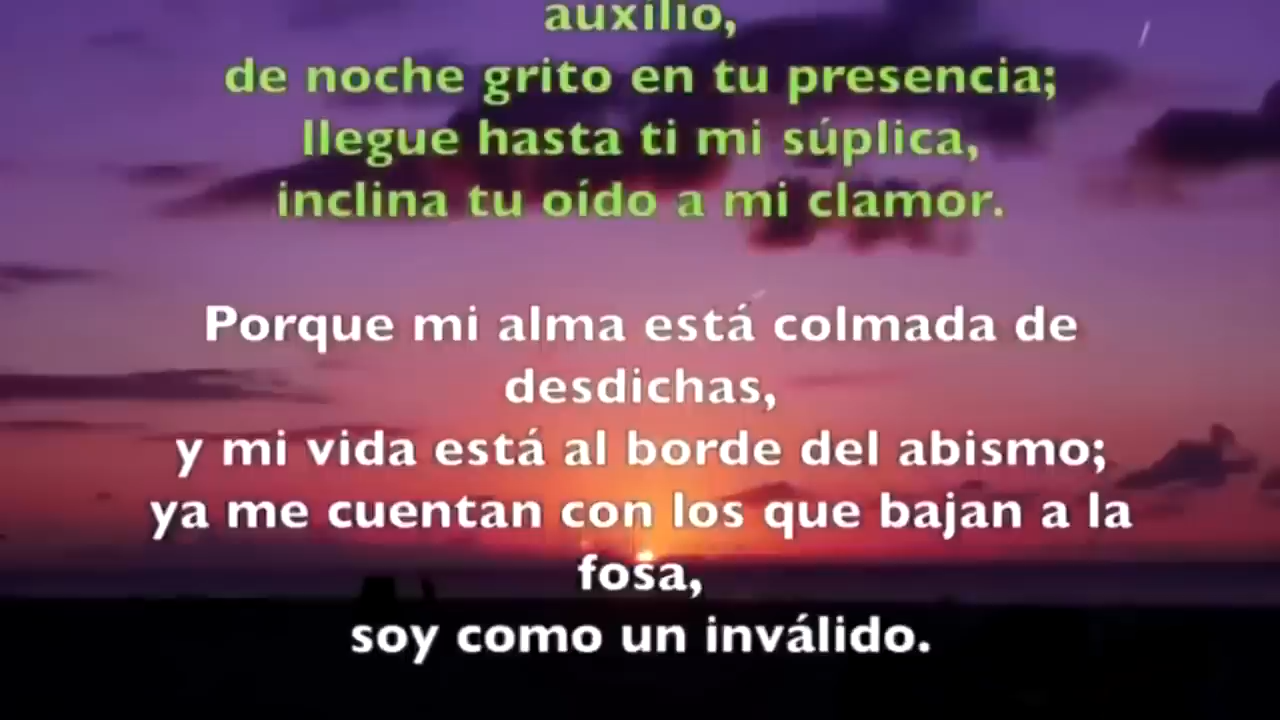 auxilio,
de noche grito en tu presencia;
llegue hasta ti mi súplica,
inclina tu oído a mi clamor.
Porque mi alma está colmada de
desdichas,
y mi vida está al borde del abismo;
ya me cuentan con los que bajan a la
fosa,
soy como un inválido.